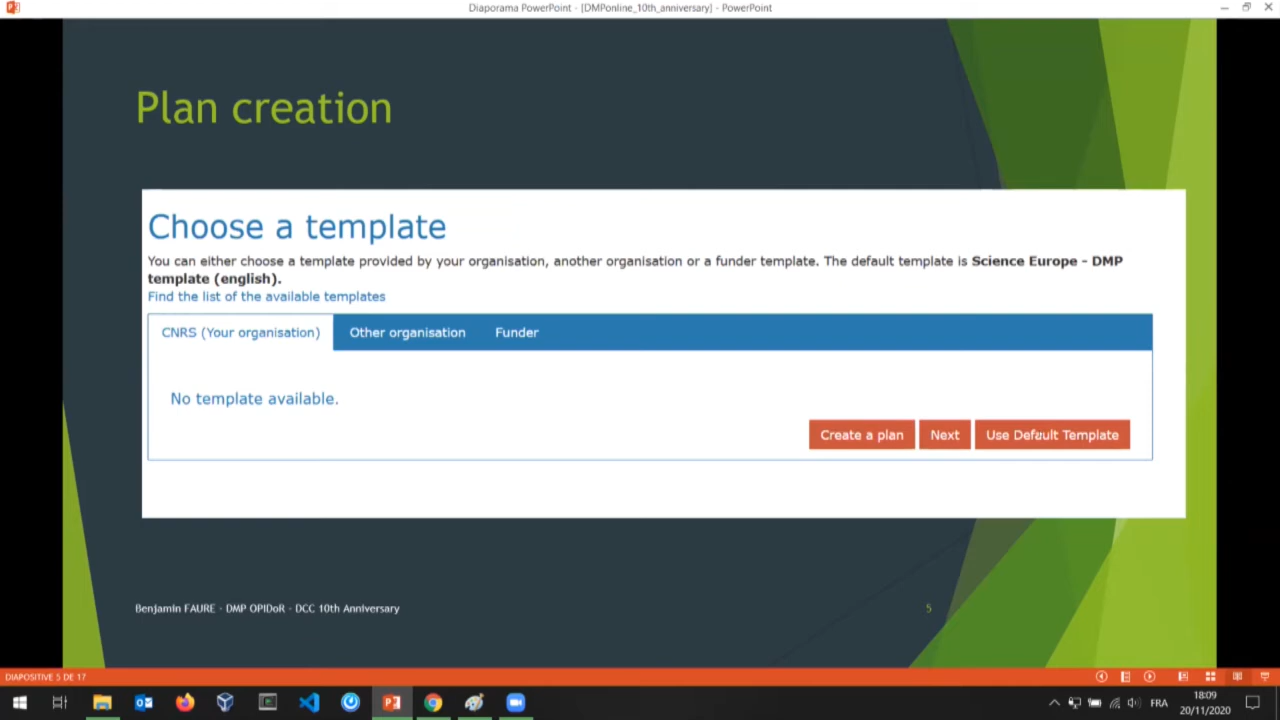 Diaporama PowerPoint - [DMPonline_10th_anniversary] - PowerPoint
Plan creation
Choose a template
You can either choose a template provided by your organisation, another organisation or a funder template. The default template is Science Europe - DMP
template (english).
Find the list of the available templates
CNRS (Your organisation) Other organisation Funder
No template available.
Create a plan Next Use Default Template
Benjamin FAURE - DMP OPIDoR - DCC 10th Anniversary 5
DIAPOSITIVE 5 DE 17
FRA 18:09
20/11/2020